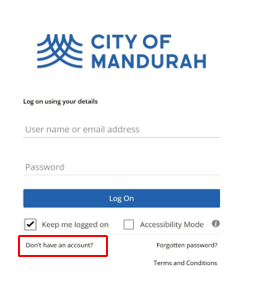 CITY OF
MANDURAH
Log on using your details
User name or email address
Password
Log On
Keep me logged on Accessibility Mode i
Don't have an account? Forgotten password?
Terms and Conditions